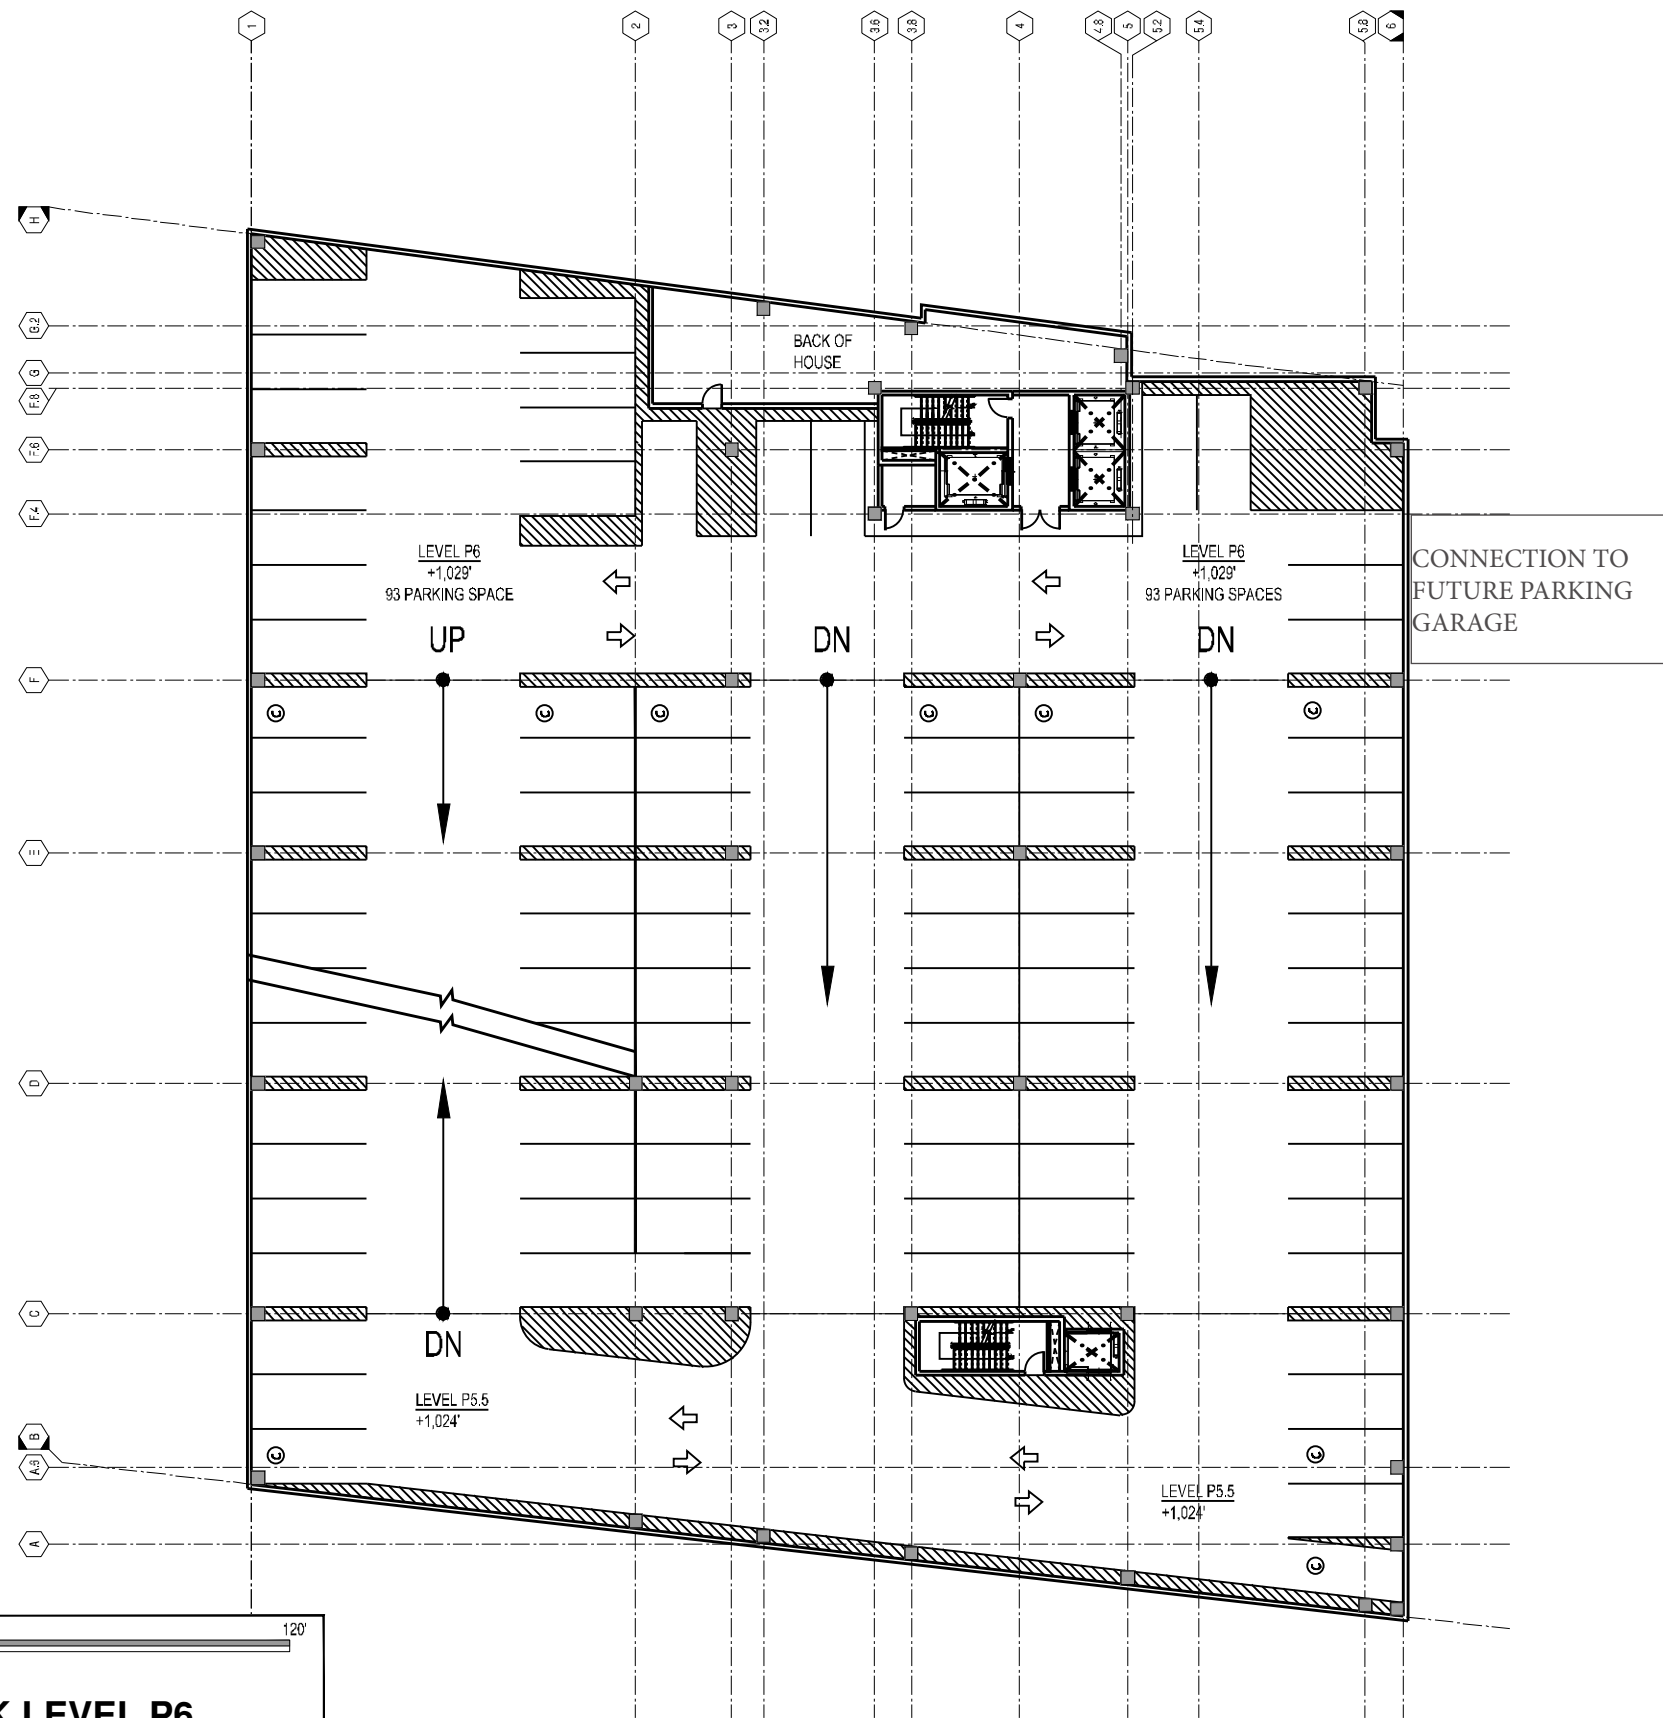 1
2
3
3.2
3.6
3.8
4
4.8
5
5.2
5.4
5.8
6
H
G.2
G
F.8
BACK OF
HOUSE
F.6
F.4
LEVEL P6
+1,029'
93 PARKING SPACE
LEVEL P6
+1,029'
93 PARKING SPACES
CONNECTION TO
FUTURE PARKING
GARAGE
UP
DN
DN
F
C
C
C
C
C
C
E
D
C
DN
LEVEL P5.5
+1,024'
B
A.9
C
C
LEVEL P5.5
+1,024'
A
C
120'
LEVEL P6